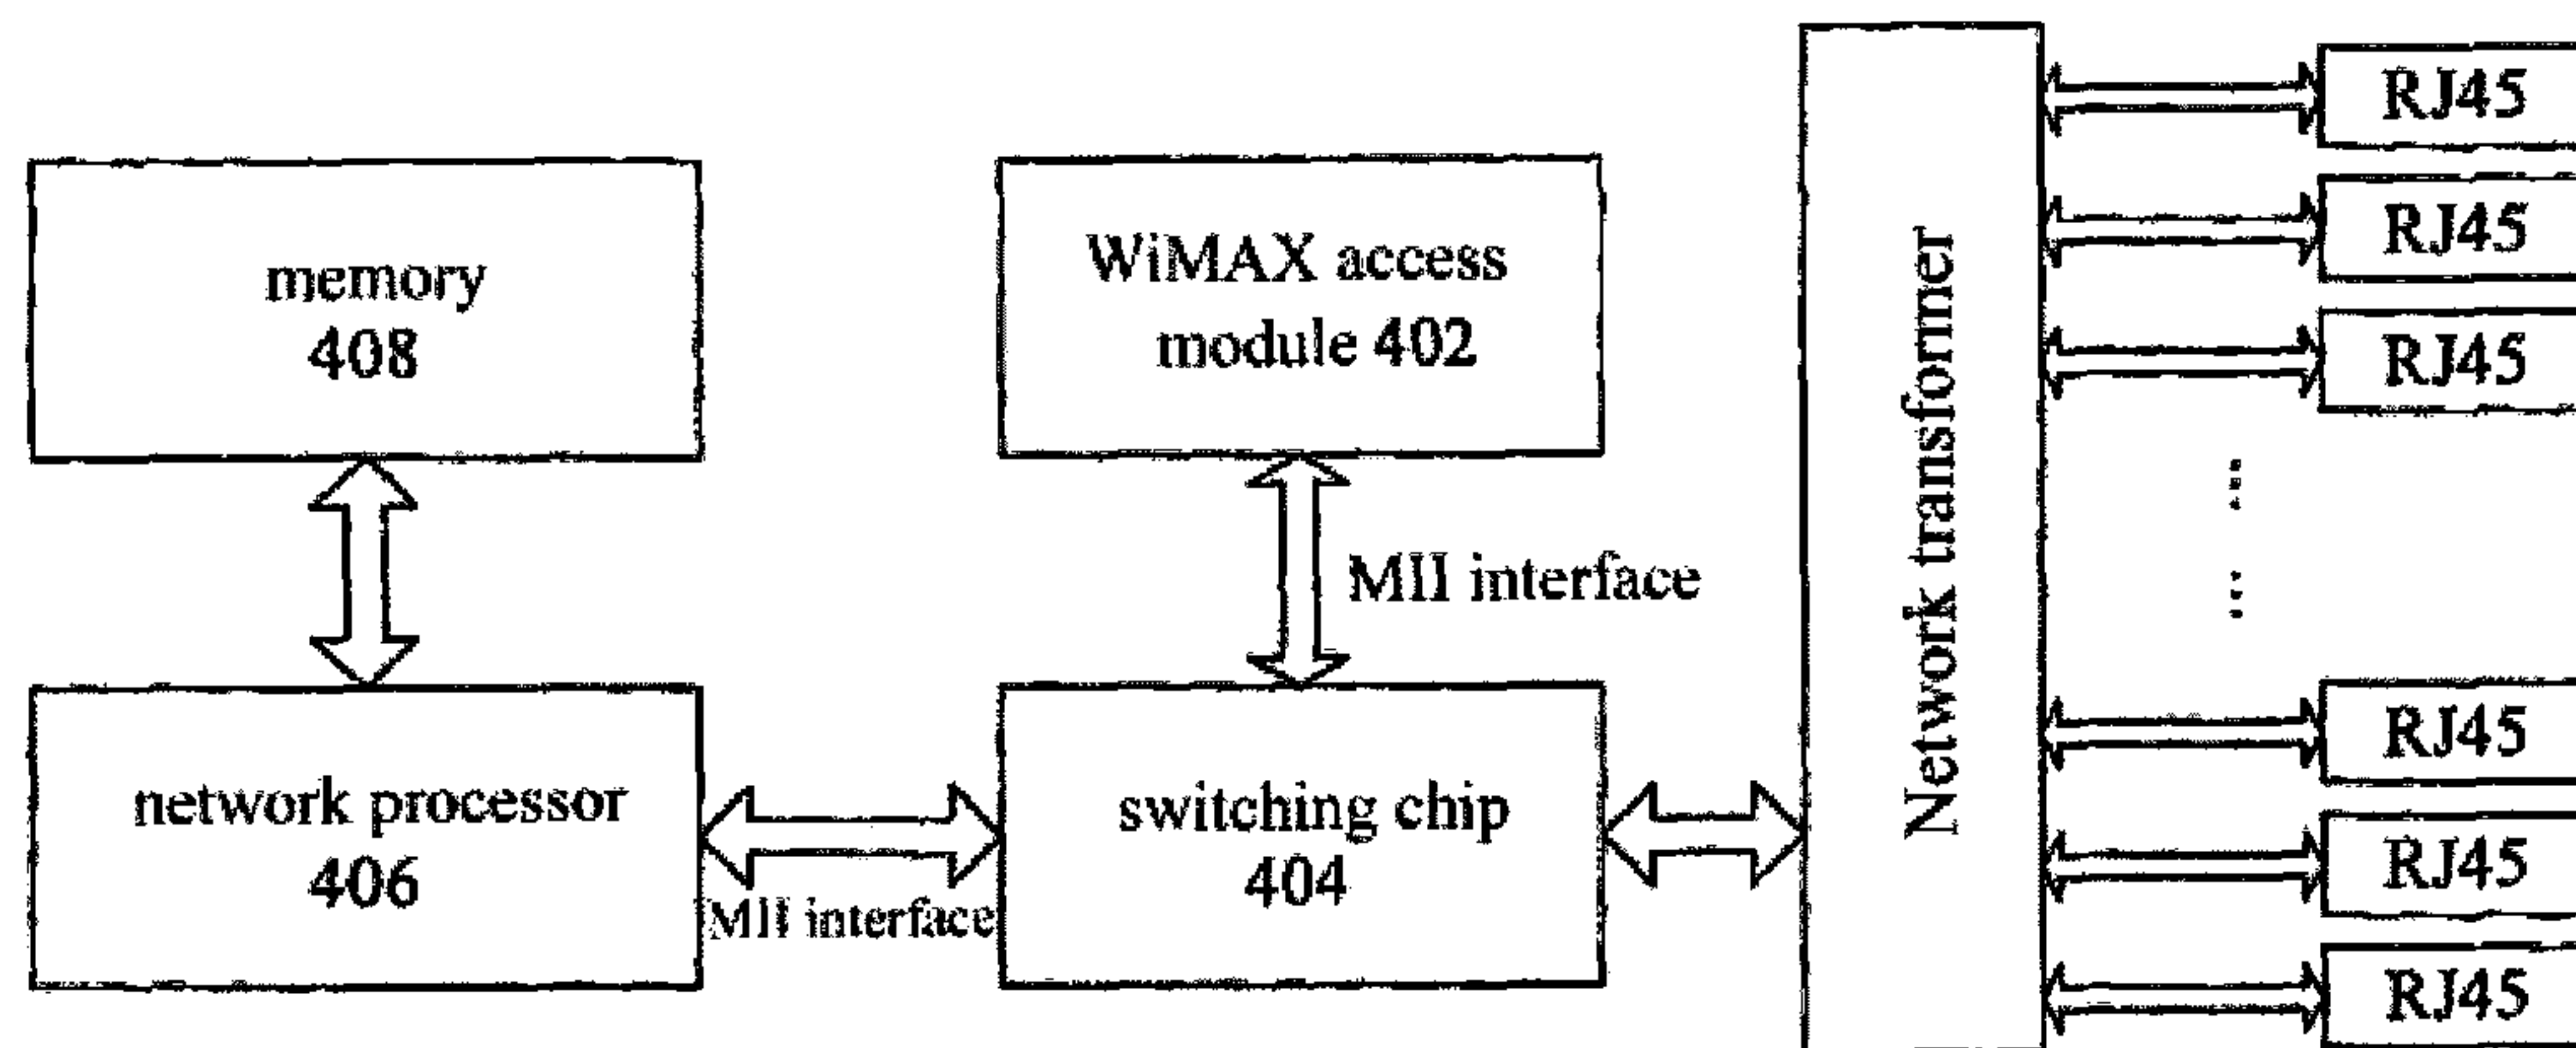 memory
408
WiMAX access
module 402
MII interface
network processor
406
MII interface
switching chip
404
Network transformer
RJ45
RJ45
RJ45
RJ45
RJ45
RJ45